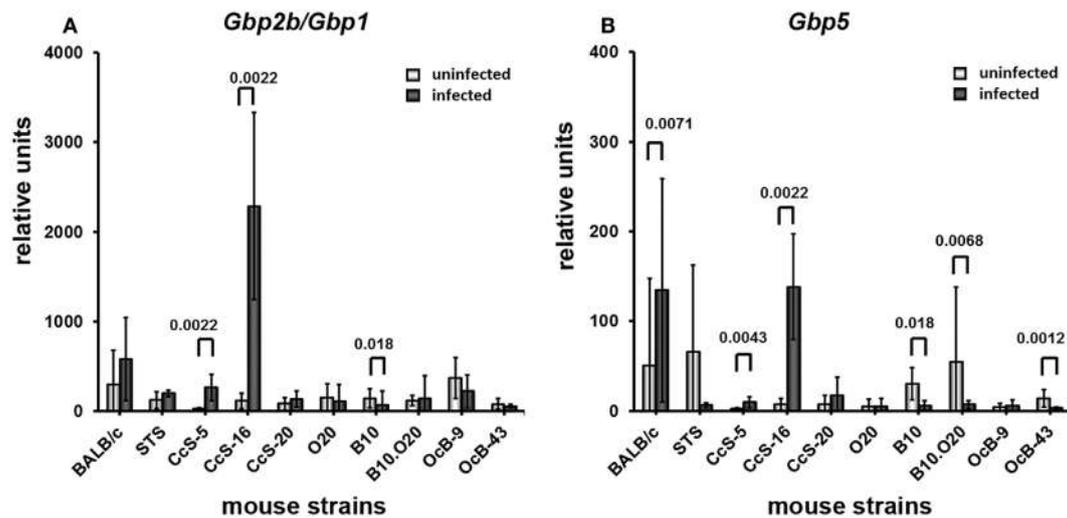 A
Gbp2b/Gbp1
relative units
4000
3000
2000
1000
0
uninfected
infected
0.0022
0.0022
0.018
BALB/c
STS
CcS-5
CcS-16
CcS-20
O20
B10
B10.O20
OcB-9
OcB-43
mouse strains
B
Gbp5
relative units
400
300
200
100
0
uninfected
infected
0.0071
0.0043
0.0022
0.018
0.0068
0.0012
BALB/c
STS
CcS-5
CcS-16
CcS-20
O20
B10
B10.O20
OcB-9
OcB-43
mouse strains